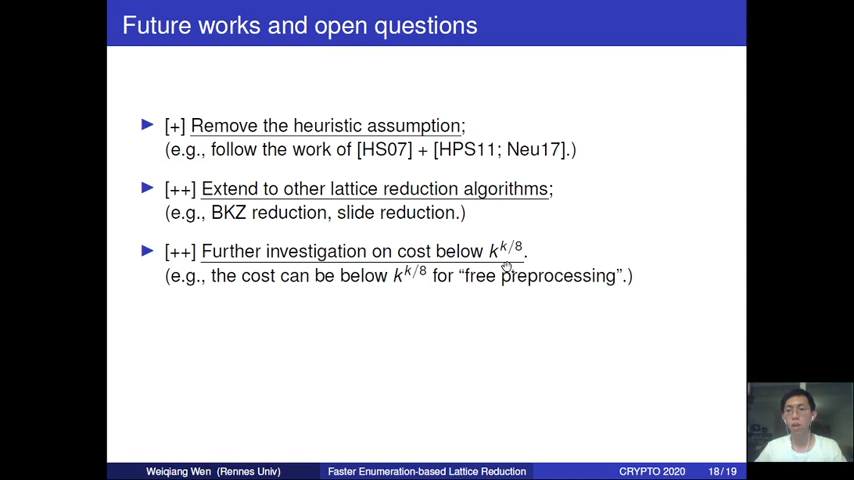 Future works and open questions
▶ [+] Remove the heuristic assumption;
(e.g., follow the work of [HS07] + [HPS11; Neu17].)
▶ [++] Extend to other lattice reduction algorithms;
(e.g., BKZ reduction, slide reduction.)
▶ [++] Further investigation on cost below k^{k/8}.
(e.g., the cost can be below k^{k/8} for “free preprocessing”.)
Weiqiang Wen (Rennes Univ) Faster Enumeration-based Lattice Reduction CRYPTO 2020 18/19